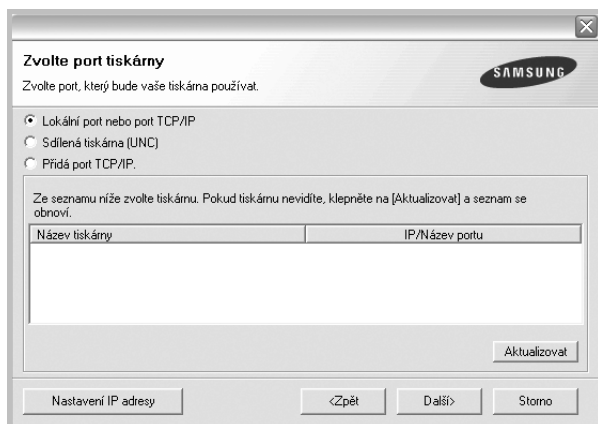 Zvolte port tiskárny
Zvolte port, který bude vaše tiskárna používat.
SAMSUNG
Lokální port nebo port TCP/IP
Sdílená tiskárna (UNC)
Přidá port TCP/IP.
Ze seznamu níže zvolte tiskárnu. Pokud tiskárnu nevidíte, klepněte na [Aktualizovat] a seznam se
obnoví.
Název tiskárny IP/Název portu
Aktualizovat
Nastavení IP adresy <Zpět Další> Storno